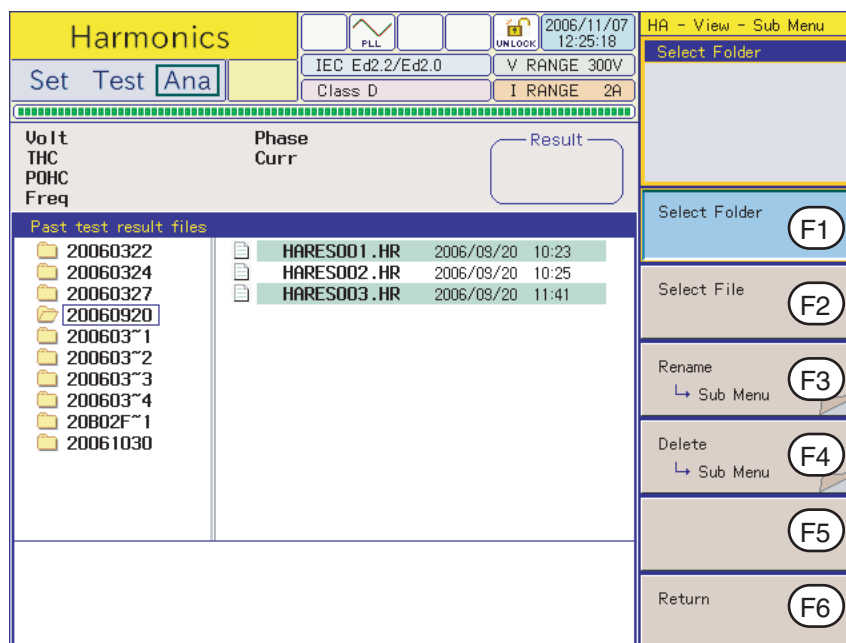 Harmonics
PLL
UNLOCK
2006/11/07
12:25:18
Set Test Ana
IEC Ed2.2/Ed2.0
V RANGE 300V
Class D
I RANGE 2A
Volt
THC
POHC
Freq
Phase
Curr
Result
Past test result files
20060322
20060324
20060327
20060920
200603~1
200603~2
200603~3
200603~4
20B02F~1
20061030
HARES001.HR 2006/09/20 10:23
HARES002.HR 2006/09/20 10:25
HARES003.HR 2006/09/20 11:41
HA - View - Sub Menu
Select Folder
Select Folder
F1
Select File
F2
Rename
↳ Sub Menu
F3
Delete
↳ Sub Menu
F4
F5
Return
F6